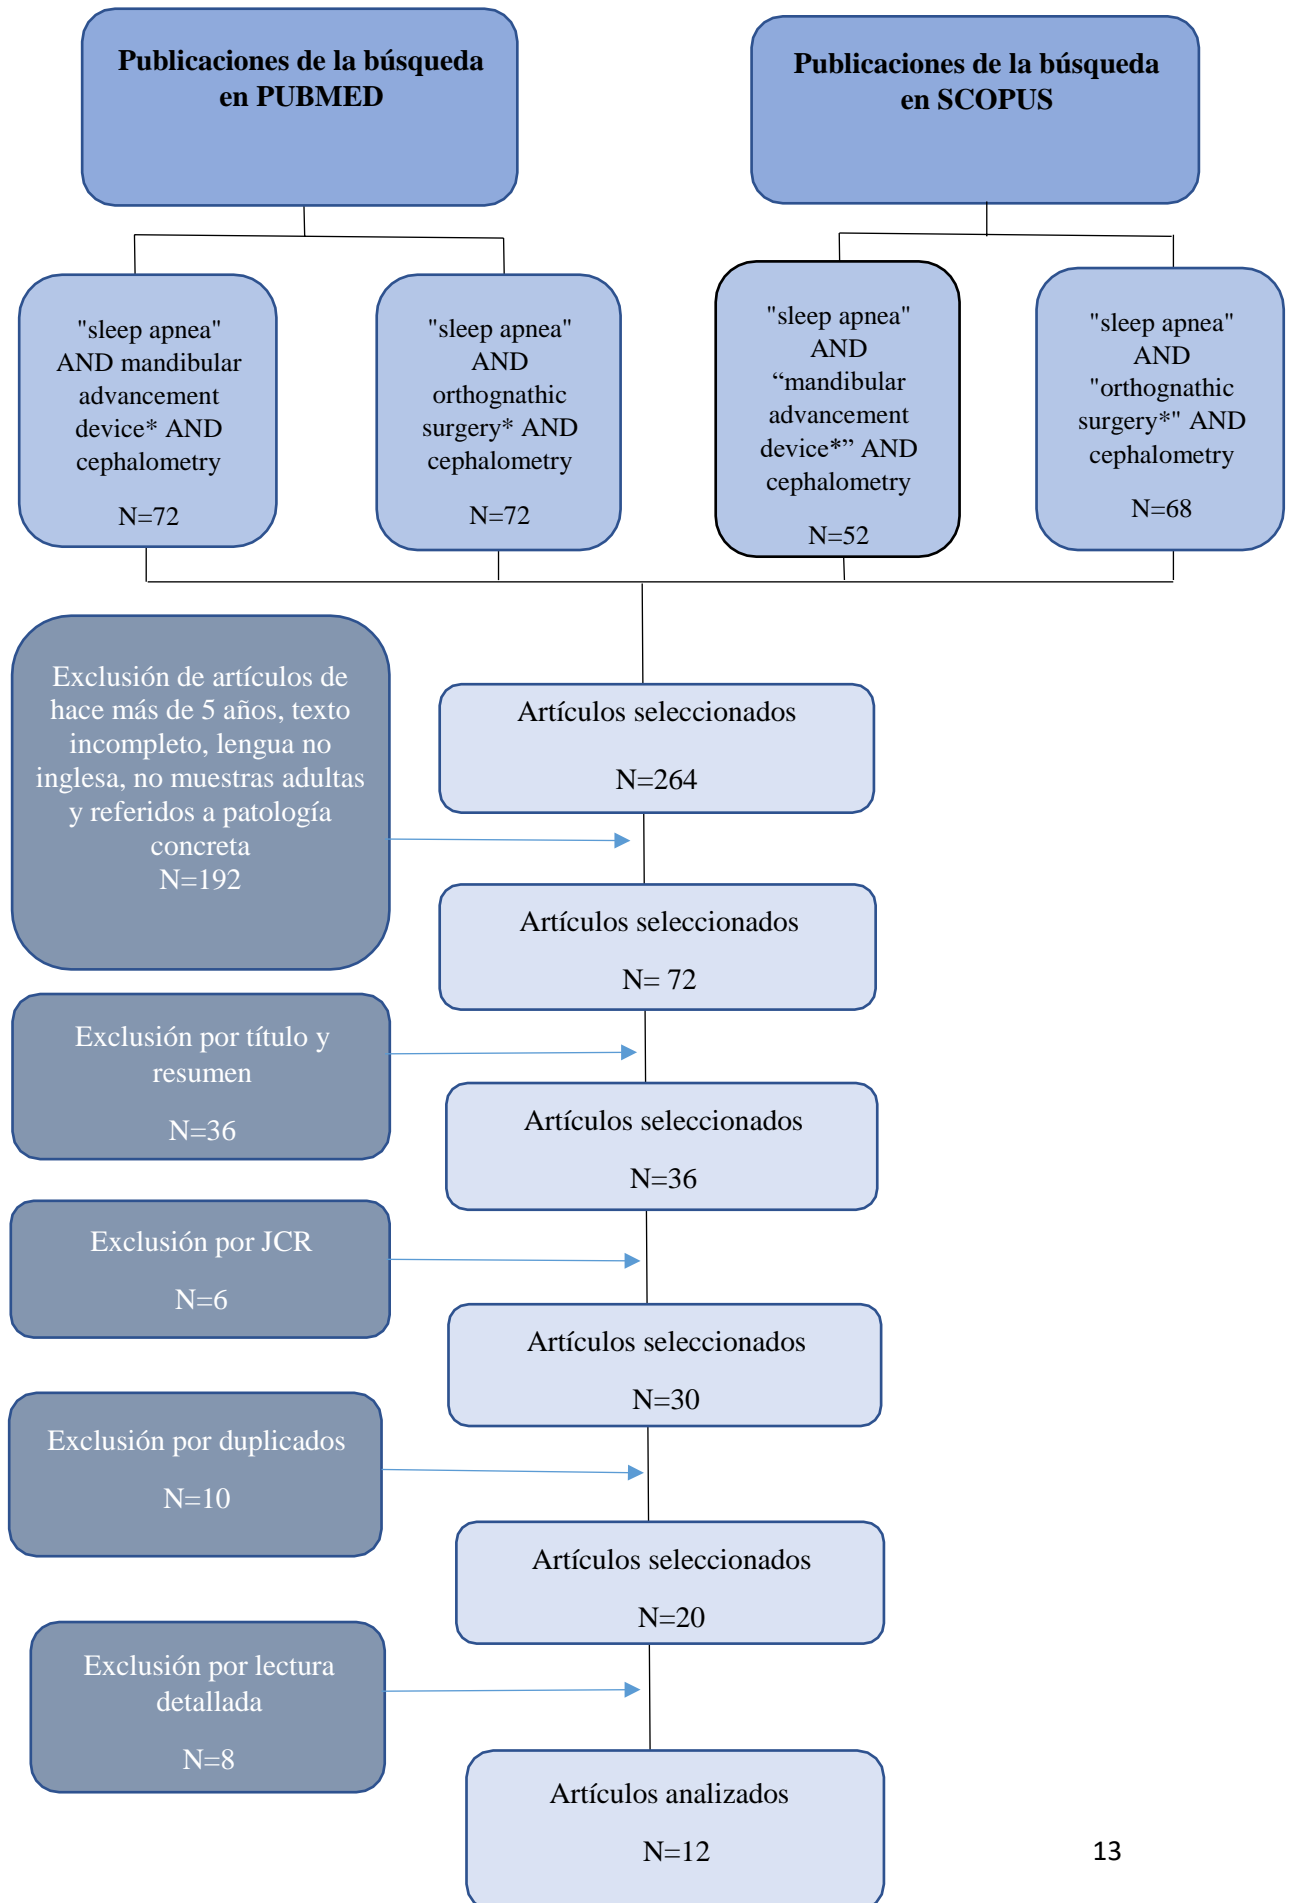 Publicaciones de la búsqueda
en PUBMED
Publicaciones de la búsqueda
en SCOPUS
"sleep apnea"
AND mandibular
advancement
device* AND
cephalometry
N=72
"sleep apnea"
AND
orthognathic
surgery* AND
cephalometry
N=72
"sleep apnea"
AND
“mandibular
advancement
device*” AND
cephalometry
N=52
"sleep apnea"
AND
"orthognathic
surgery*" AND
cephalometry
N=68
Exclusión de artículos de
hace más de 5 años, texto
incompleto, lengua no
inglesa, no muestras adultas
y referidos a patología
concreta
N=192
Artículos seleccionados
N=264
Artículos seleccionados
N= 72
Exclusión por título y
resumen
N=36
Artículos seleccionados
N=36
Exclusión por JCR
N=6
Artículos seleccionados
N=30
Exclusión por duplicados
N=10
Artículos seleccionados
N=20
Exclusión por lectura
detallada
N=8
Artículos analizados
N=12
13